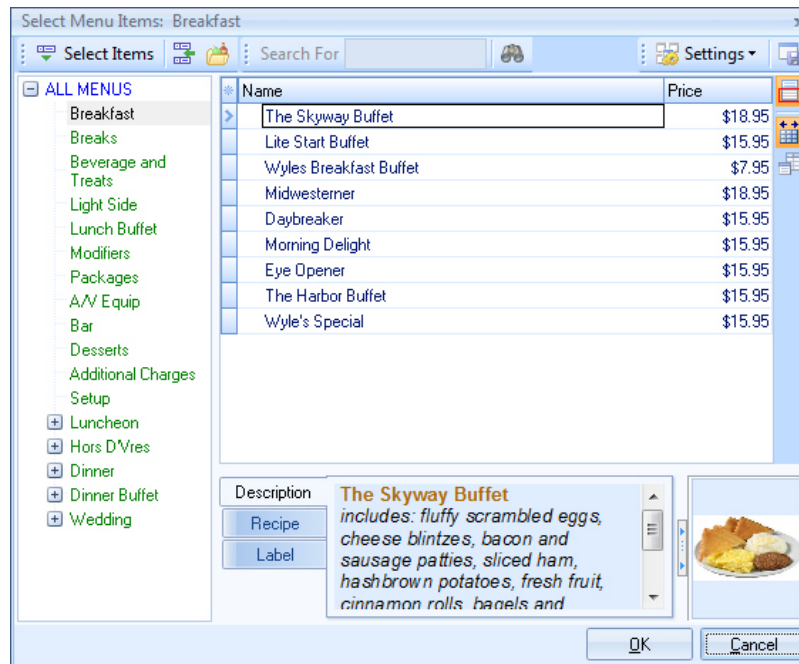 Select Menu Items: Breakfast
Select Items
Search For
Settings
ALL MENUS
Breakfast
Breaks
Beverage and
Treats
Light Side
Lunch Buffet
Modifiers
Packages
A/V Equip
Bar
Desserts
Additional Charges
Setup
Luncheon
Hors D'Vres
Dinner
Dinner Buffet
Wedding
Name Price
The Skyway Buffet $18.95
Lite Start Buffet $15.95
Wyles Breakfast Buffet $7.95
Midwesterner $18.95
Daybreaker $15.95
Morning Delight $15.95
Eye Opener $15.95
The Harbor Buffet $15.95
Wyle's Special $15.95
Description
Recipe
Label
The Skyway Buffet
includes: fluffy scrambled eggs,
cheese blintzes, bacon and
sausage patties, sliced ham,
hashbrown potatoes, fresh fruit,
cinnamon rolls, bagels and
OK Cancel